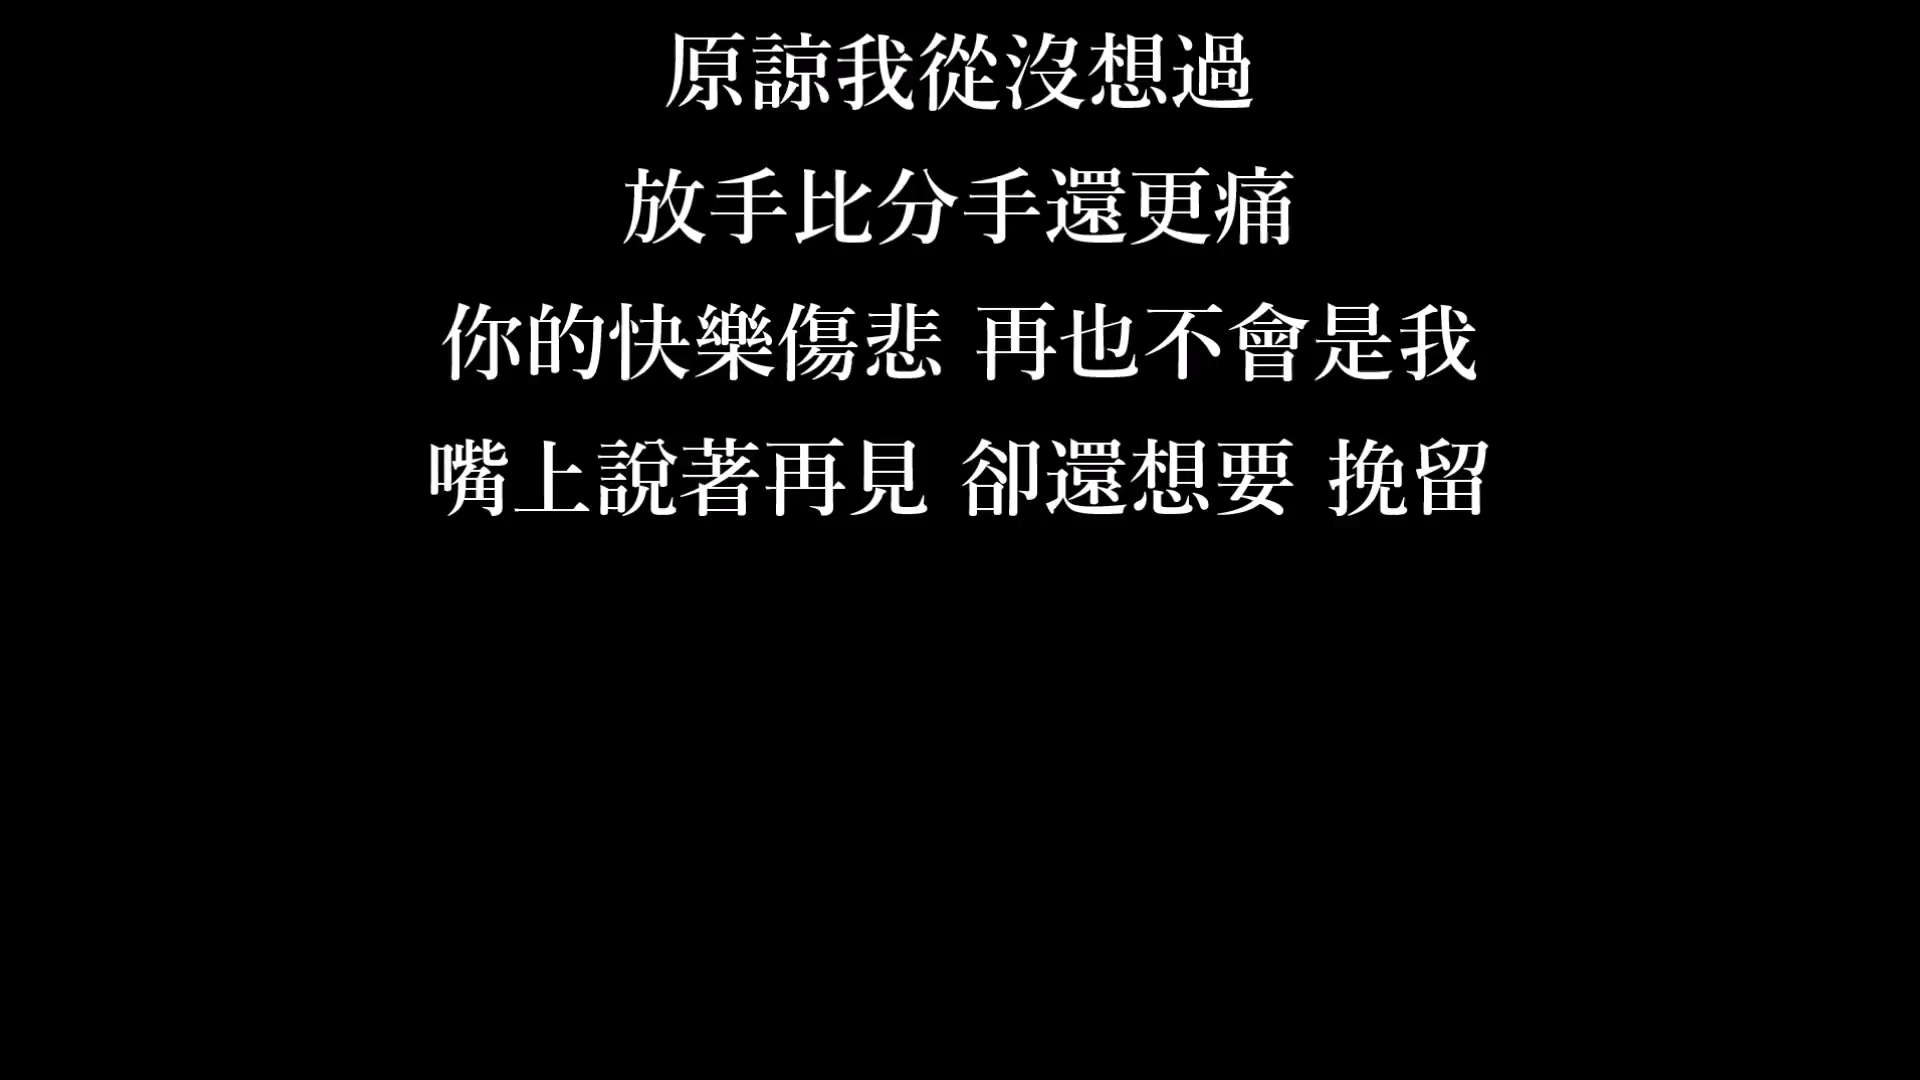 原諒我從沒想過
放手比分手還更痛
你的快樂傷悲 再也不會是我
嘴上說著再見 卻還想要 挽留